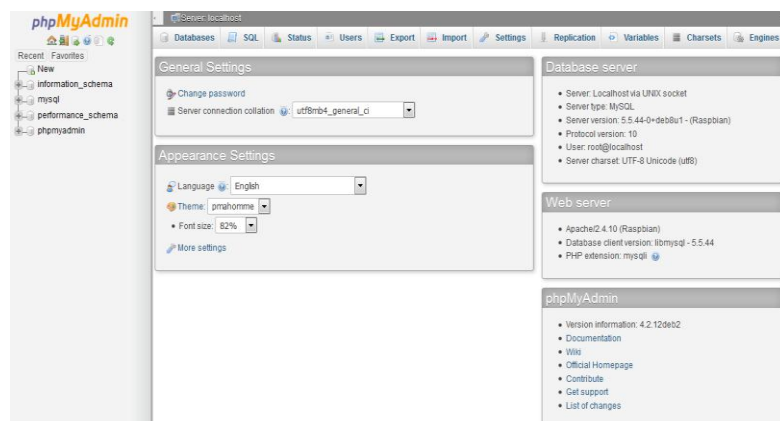 phpMyAdmin
Recent Favorites
New
information_schema
mysql
performance_schema
phpmyadmin
Server: localhost
Databases SQL Status Users Export Import Settings Replication Variables Charsets Engines
General Settings
Change password
Server connection collation : utf8mb4_general_ci
Appearance Settings
Language : English
Theme: pmahomme
• Font size: 82%
More settings
Database server
• Server: Localhost via UNIX socket
• Server type: MySQL
• Server version: 5.5.44-0+deb8u1 - (Raspbian)
• Protocol version: 10
• User: root@localhost
• Server charset: UTF-8 Unicode (utf8)
Web server
• Apache/2.4.10 (Raspbian)
• Database client version: libmysql - 5.5.44
• PHP extension: mysqli
phpMyAdmin
• Version information: 4.2.12deb2
• Documentation
• Wiki
• Official Homepage
• Contribute
• Get support
• List of changes